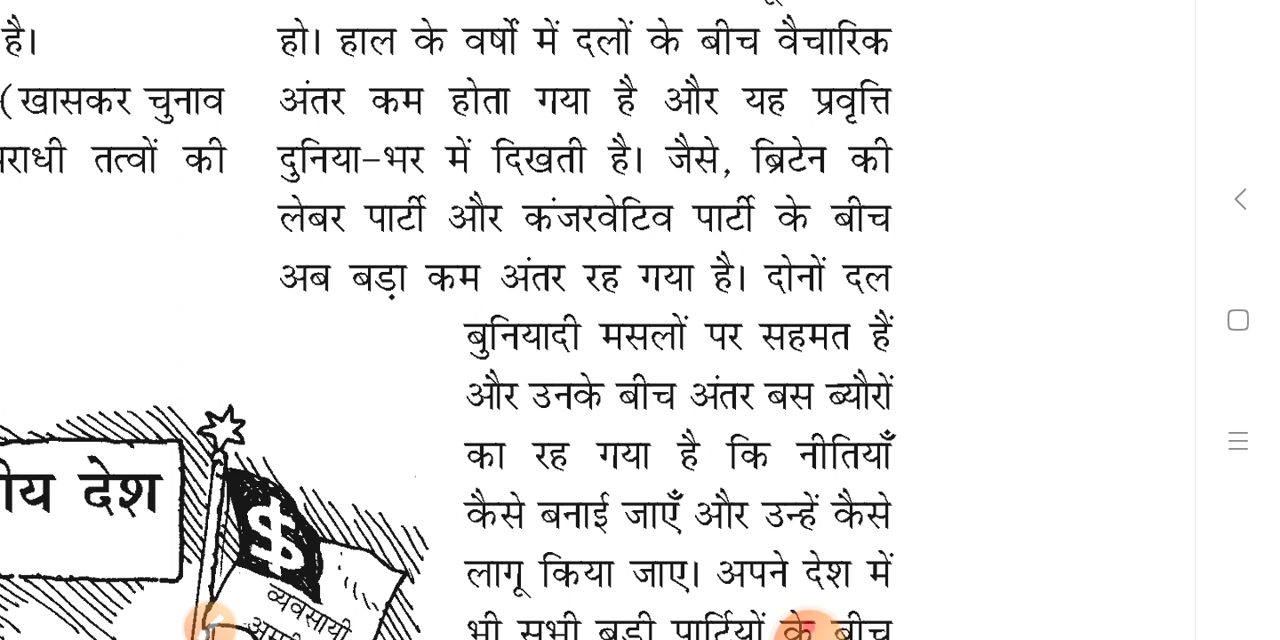 है।
(खासकर चुनाव
तत्वों की
हो। हाल के वर्षों में दलों के बीच वैचारिक
अंतर कम होता गया है और यह प्रवृत्ति
दुनिया-भर में दिखती है। जैसे, ब्रिटेन की
लेबर पार्टी और कंजरवेटिव पार्टी के बीच
अब बड़ा कम अंतर रह गया है। दोनों दल
बुनियादी मसलों पर सहमत हैं
और उनके बीच अंतर बस ब्यौरों
का रह गया है कि नीतियाँ
कैसे बनाई जाएँ और उन्हें कैसे
लागू किया जाए। अपने देश में
भी सभी बड़ी पार्टियों के बीच
देश
$
व्यवसायी